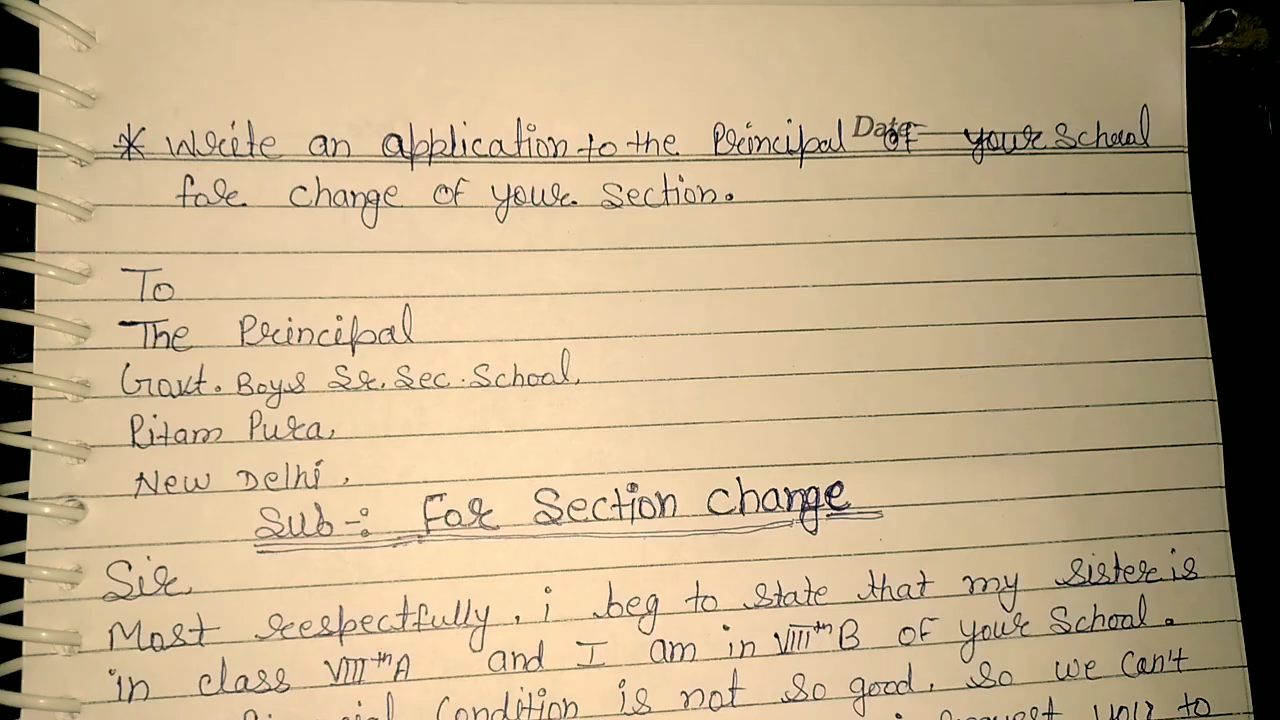 * Write an application to the Principal Date of your School
for change of your Section.
To
The Principal
Govt. Boys Sr. Sec. School,
Pitam Pura,
New Delhi.
Sub-: For Section Change
Sir,
Most respectfully, i beg to state that my sister is
in class VIIIth A and I am in VIIIth B of your School.
Condition is not so good. So we can't
i request you to